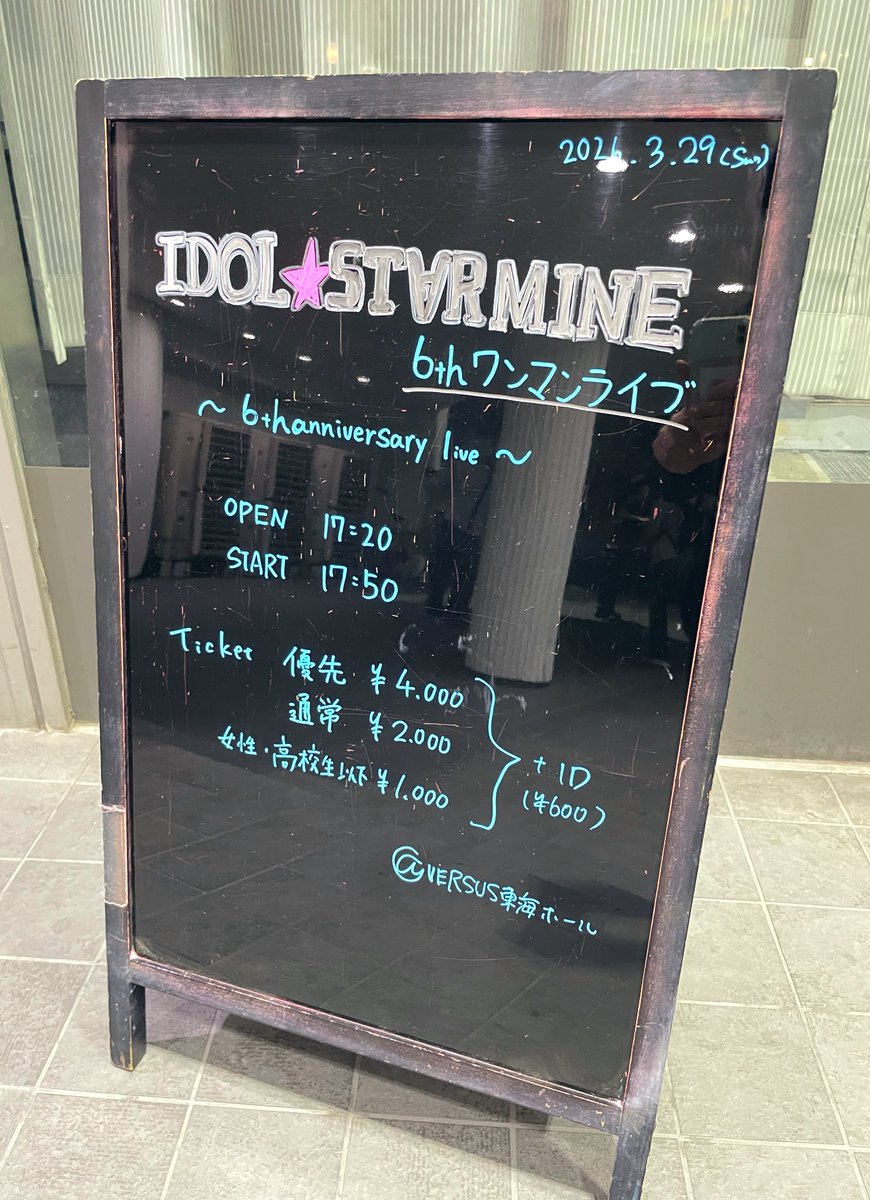 2026.3.29(Sun)
IDOL★STARMINE
6thワンマンライブ
～ 6thanniversary live ～
OPEN 17:20
START 17:50
Ticket 優先 ¥4.000
通常 ¥2.000
女性・高校生以下 ¥1.000
+1D
(¥600)
@VERSUS東海ホール